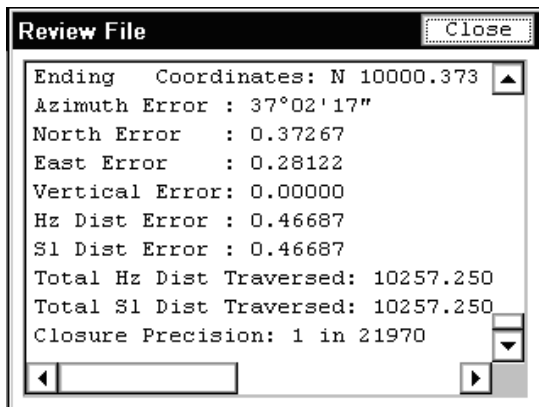 Review File
Close
Ending Coordinates: N 10000.373
Azimuth Error : 37°02'17"
North Error : 0.37267
East Error : 0.28122
Vertical Error: 0.00000
Hz Dist Error : 0.46687
Sl Dist Error : 0.46687
Total Hz Dist Traversed: 10257.250
Total Sl Dist Traversed: 10257.250
Closure Precision: 1 in 21970